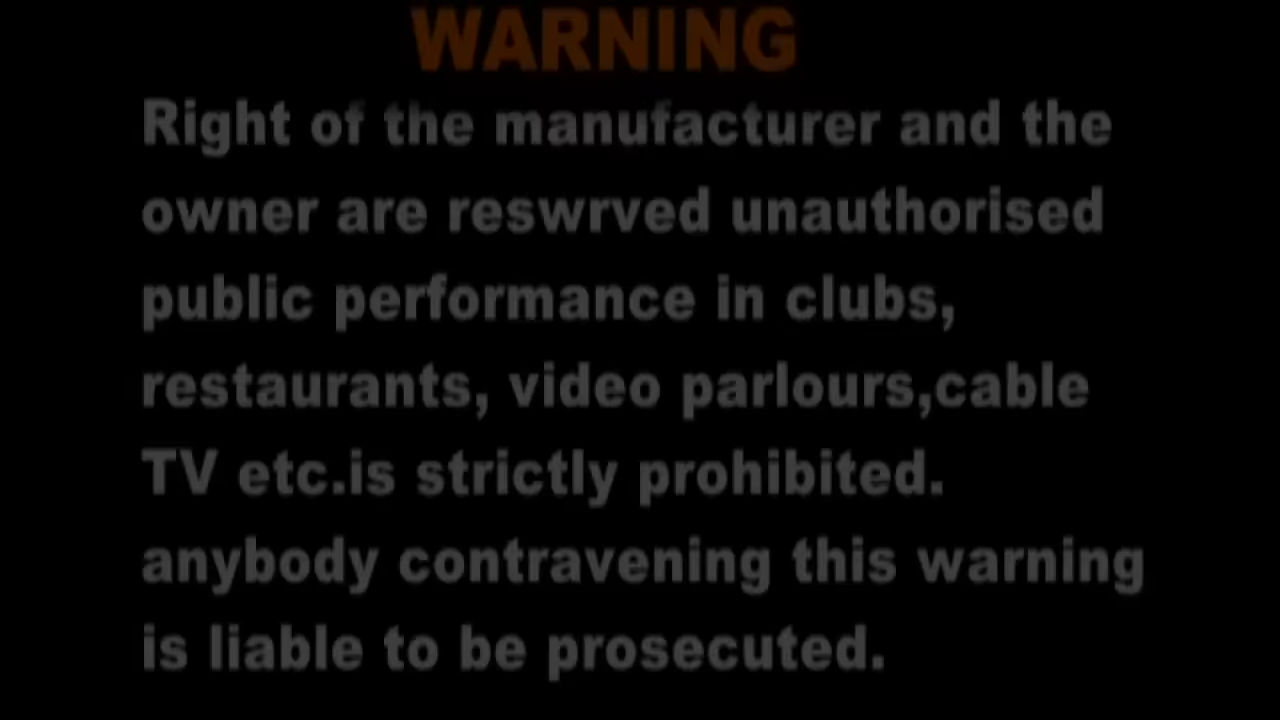 WARNING
Right of the manufacturer and the
owner are reswrved unauthorised
public performance in clubs,
restaurants, video parlours,cable
TV etc.is strictly prohibited.
anybody contravening this warning
is liable to be prosecuted.